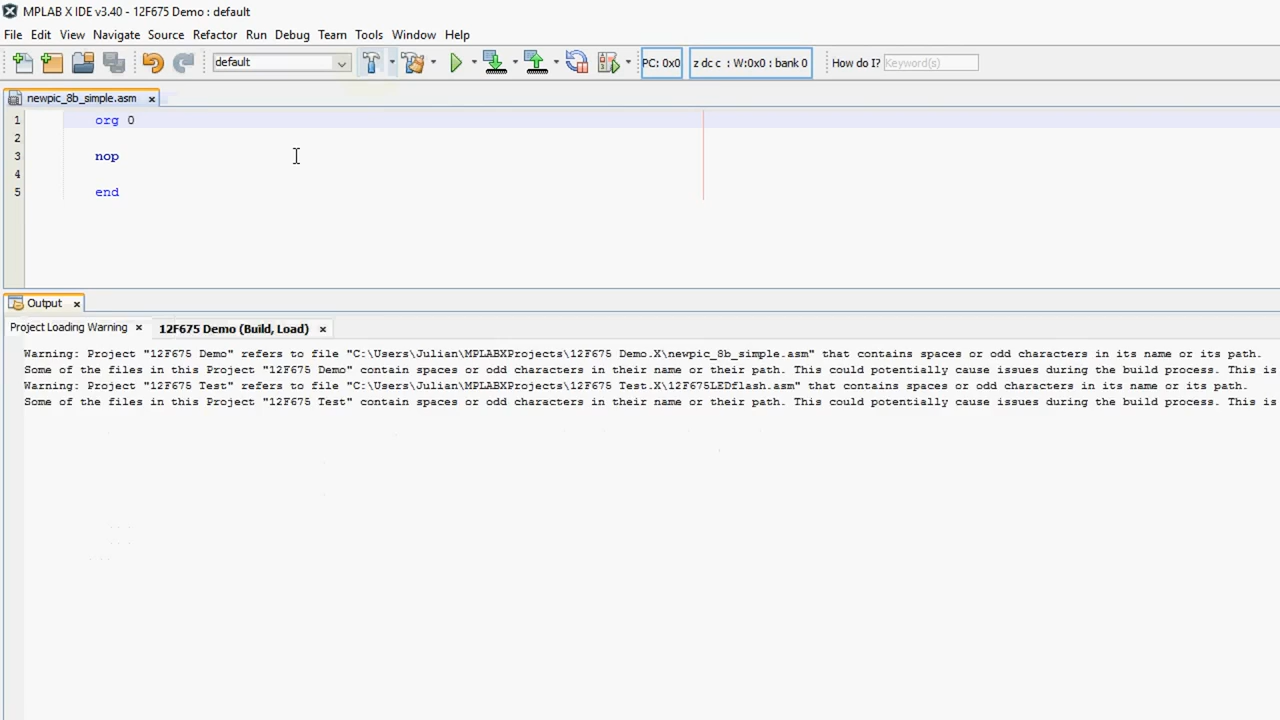 MPLAB X IDE v3.40 - 12F675 Demo : default
File Edit View Navigate Source Refactor Run Debug Team Tools Window Help
default PC: 0x0 z dc c : W:0x0 : bank 0 How do I? Keyword(s)
newpic_8b_simple.asm
1 org 0
2
3 nop
4
5 end
Output
Project Loading Warning 12F675 Demo (Build, Load)
Warning: Project "12F675 Demo" refers to file "C:\Users\Julian\MPLABXProjects\12F675 Demo.X\newpic_8b_simple.asm" that contains spaces or odd characters in its name or its path.
Some of the files in this Project "12F675 Demo" contain spaces or odd characters in their name or their path. This could potentially cause issues during the build process. This is
Warning: Project "12F675 Test" refers to file "C:\Users\Julian\MPLABXProjects\12F675 Test.X\12F675LEDflash.asm" that contains spaces or odd characters in its name or its path.
Some of the files in this Project "12F675 Test" contain spaces or odd characters in their name or their path. This could potentially cause issues during the build process. This is